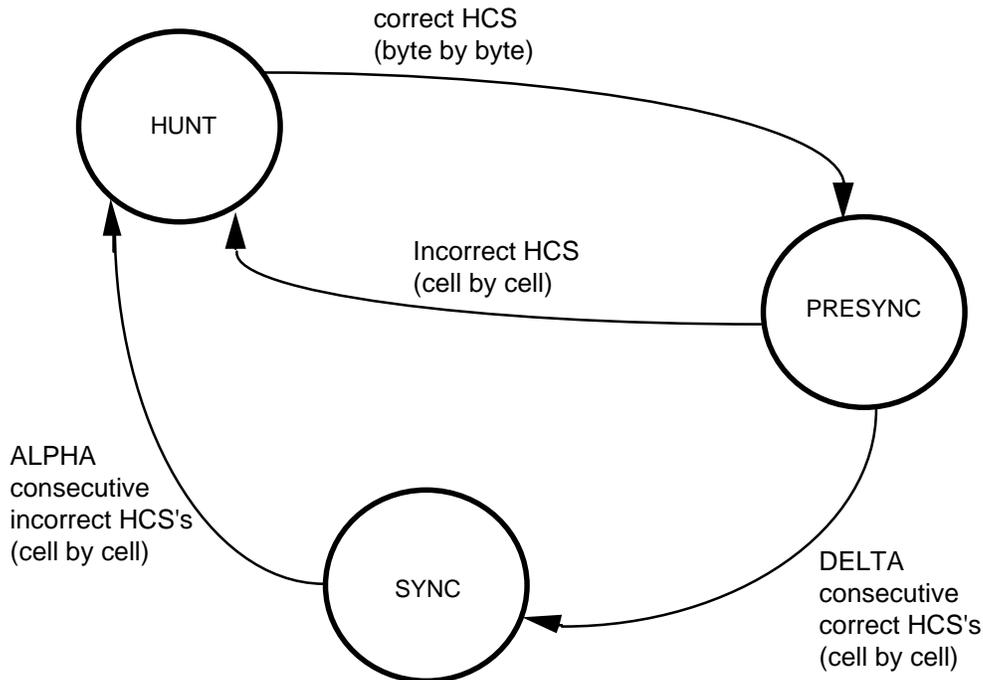 correct HCS
(byte by byte)
HUNT
Incorrect HCS
(cell by cell)
PRESYNC
ALPHA
consecutive
incorrect HCS's
(cell by cell)
SYNC
DELTA
consecutive
correct HCS's
(cell by cell)